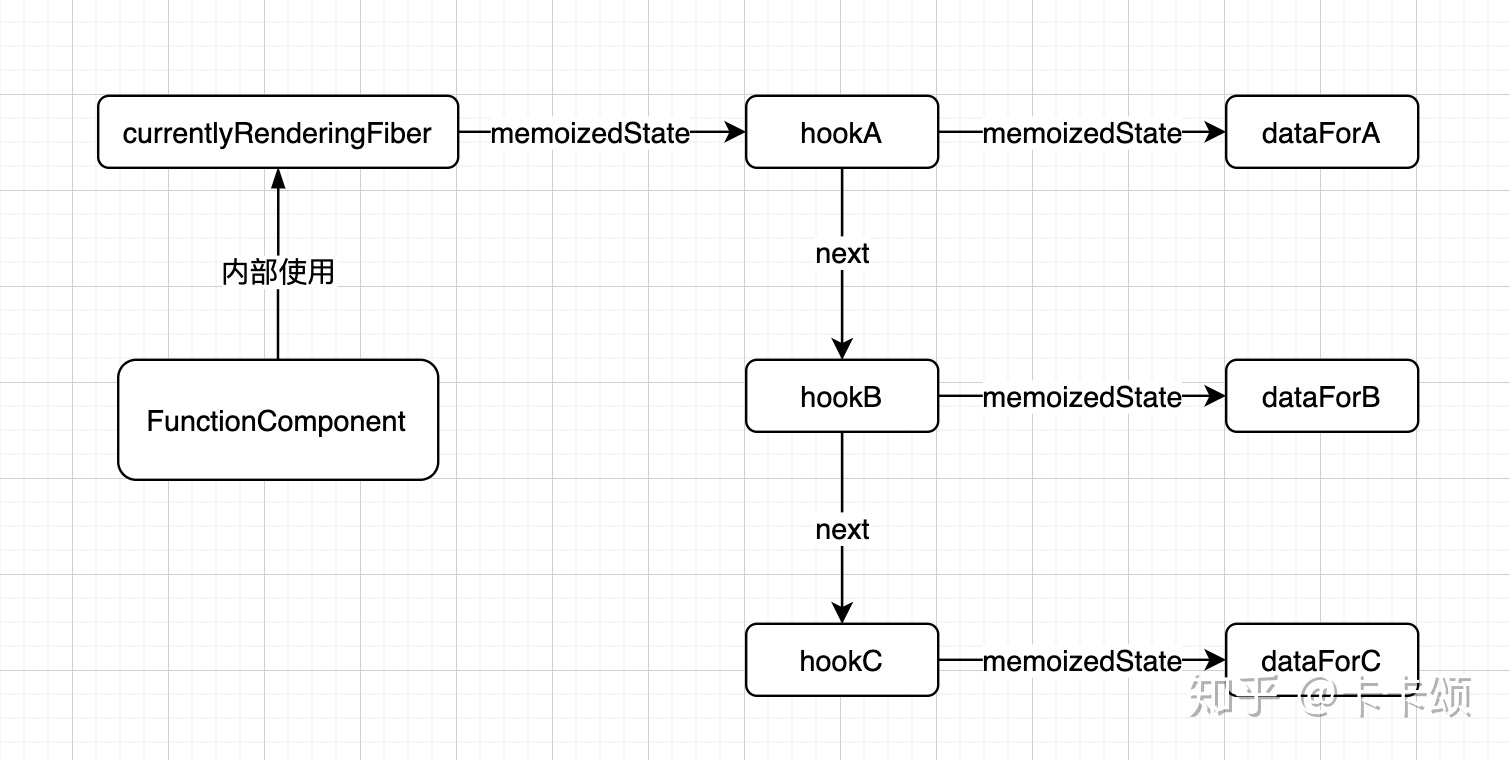 currentlyRenderingFiber
memoizedState
hookA
memoizedState
dataForA
next
内部使用
FunctionComponent
hookB
memoizedState
dataForB
next
hookC
memoizedState
dataForC
知乎 @卡卡颂